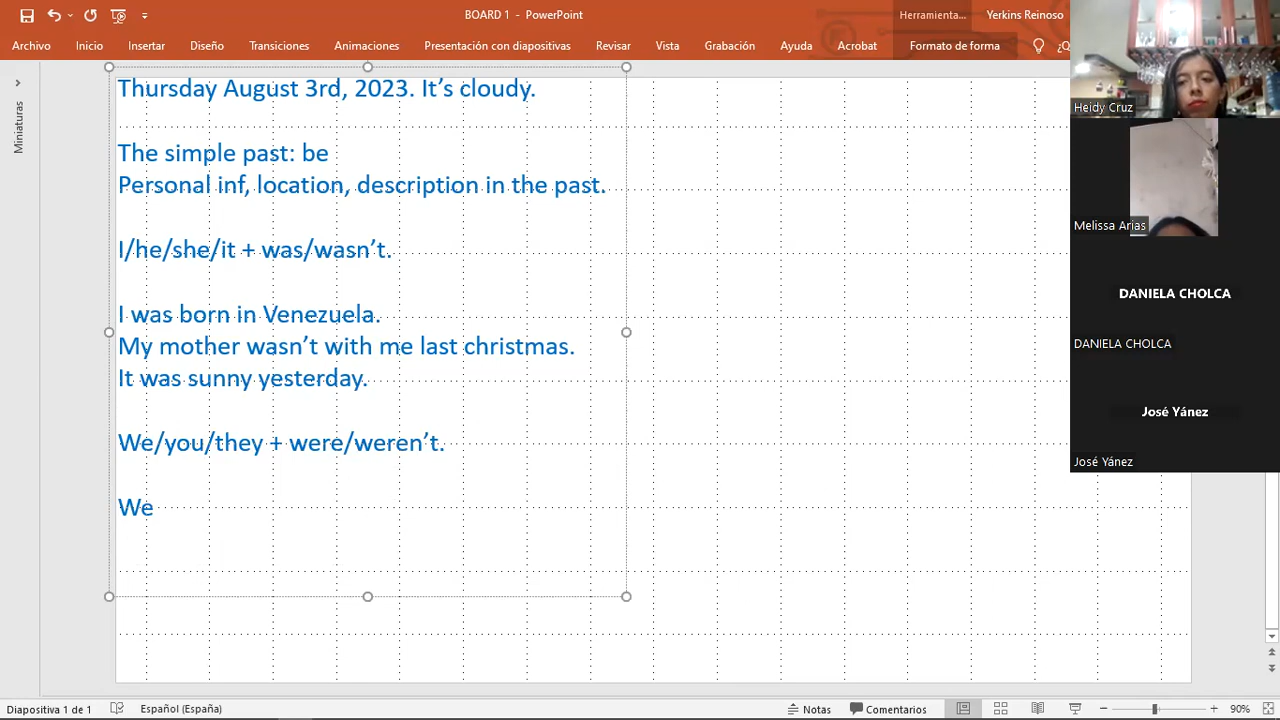 BOARD 1 - PowerPoint
Herramienta...
Yerkins Reinoso
Archivo
Inicio
Insertar
Diseño
Transiciones
Animaciones
Presentación con diapositivas
Revisar
Vista
Grabación
Ayuda
Acrobat
Formato de forma
¿Q
Miniaturas
Thursday August 3rd, 2023. It’s cloudy.
The simple past: be
Personal inf, location, description in the past.
I/he/she/it + was/wasn’t.
I was born in Venezuela.
My mother wasn’t with me last christmas.
It was sunny yesterday.
We/you/they + were/weren’t.
We
Heidy Cruz
Melissa Arias
DANIELA CHOLCA
DANIELA CHOLCA
José Yánez
José Yánez
Diapositiva 1 de 1
Español (España)
Notas
Comentarios
90%